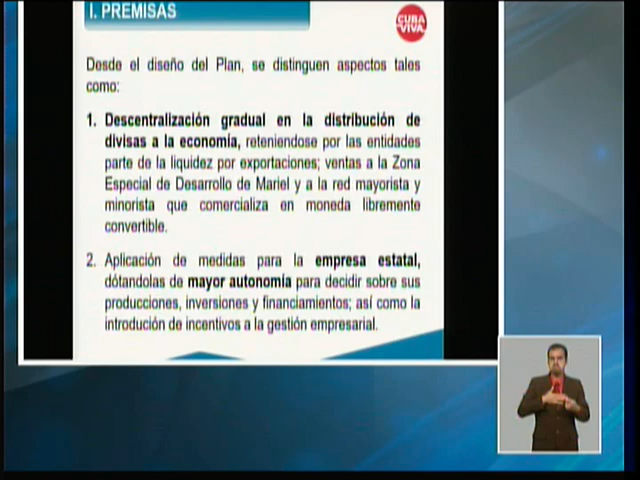 I. PREMISAS
CUBA
VIVA
Desde el diseño del Plan, se distinguen aspectos tales
como:
1. Descentralización gradual en la distribución de
divisas a la economía, reteniendose por las entidades
parte de la liquidez por exportaciones; ventas a la Zona
Especial de Desarrollo de Mariel y a la red mayorista y
minorista que comercializa en moneda libremente
convertible.
2. Aplicación de medidas para la empresa estatal,
dótandolas de mayor autonomía para decidir sobre sus
producciones, inversiones y financiamientos; así como la
introdución de incentivos a la gestión empresarial.